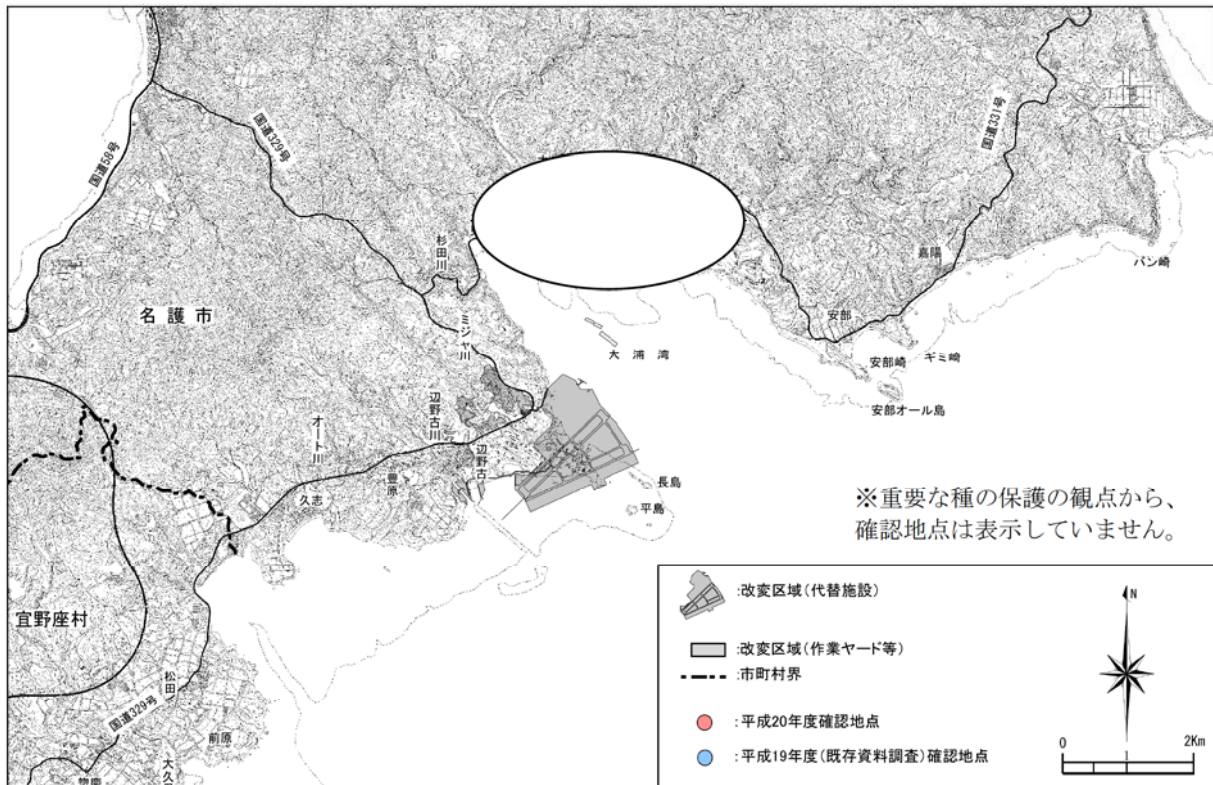 国道58号
国道329号
国道331号
杉田川
嘉陽
バン崎
名護市
ミジャ川
安部
大浦湾
安部崎
ギミ崎
安部オール島
辺野古川
オート川
辺野古
豊原
久志
長島
平島
※重要な種の保護の観点から、
確認地点は表示していません。
宜野座村
松田
国道329号
前原
:改変区域(代替施設)
:改変区域(作業ヤード等)
:市町村界
:平成20年度確認地点
:平成19年度(既存資料調査)確認地点
N
0 2Km